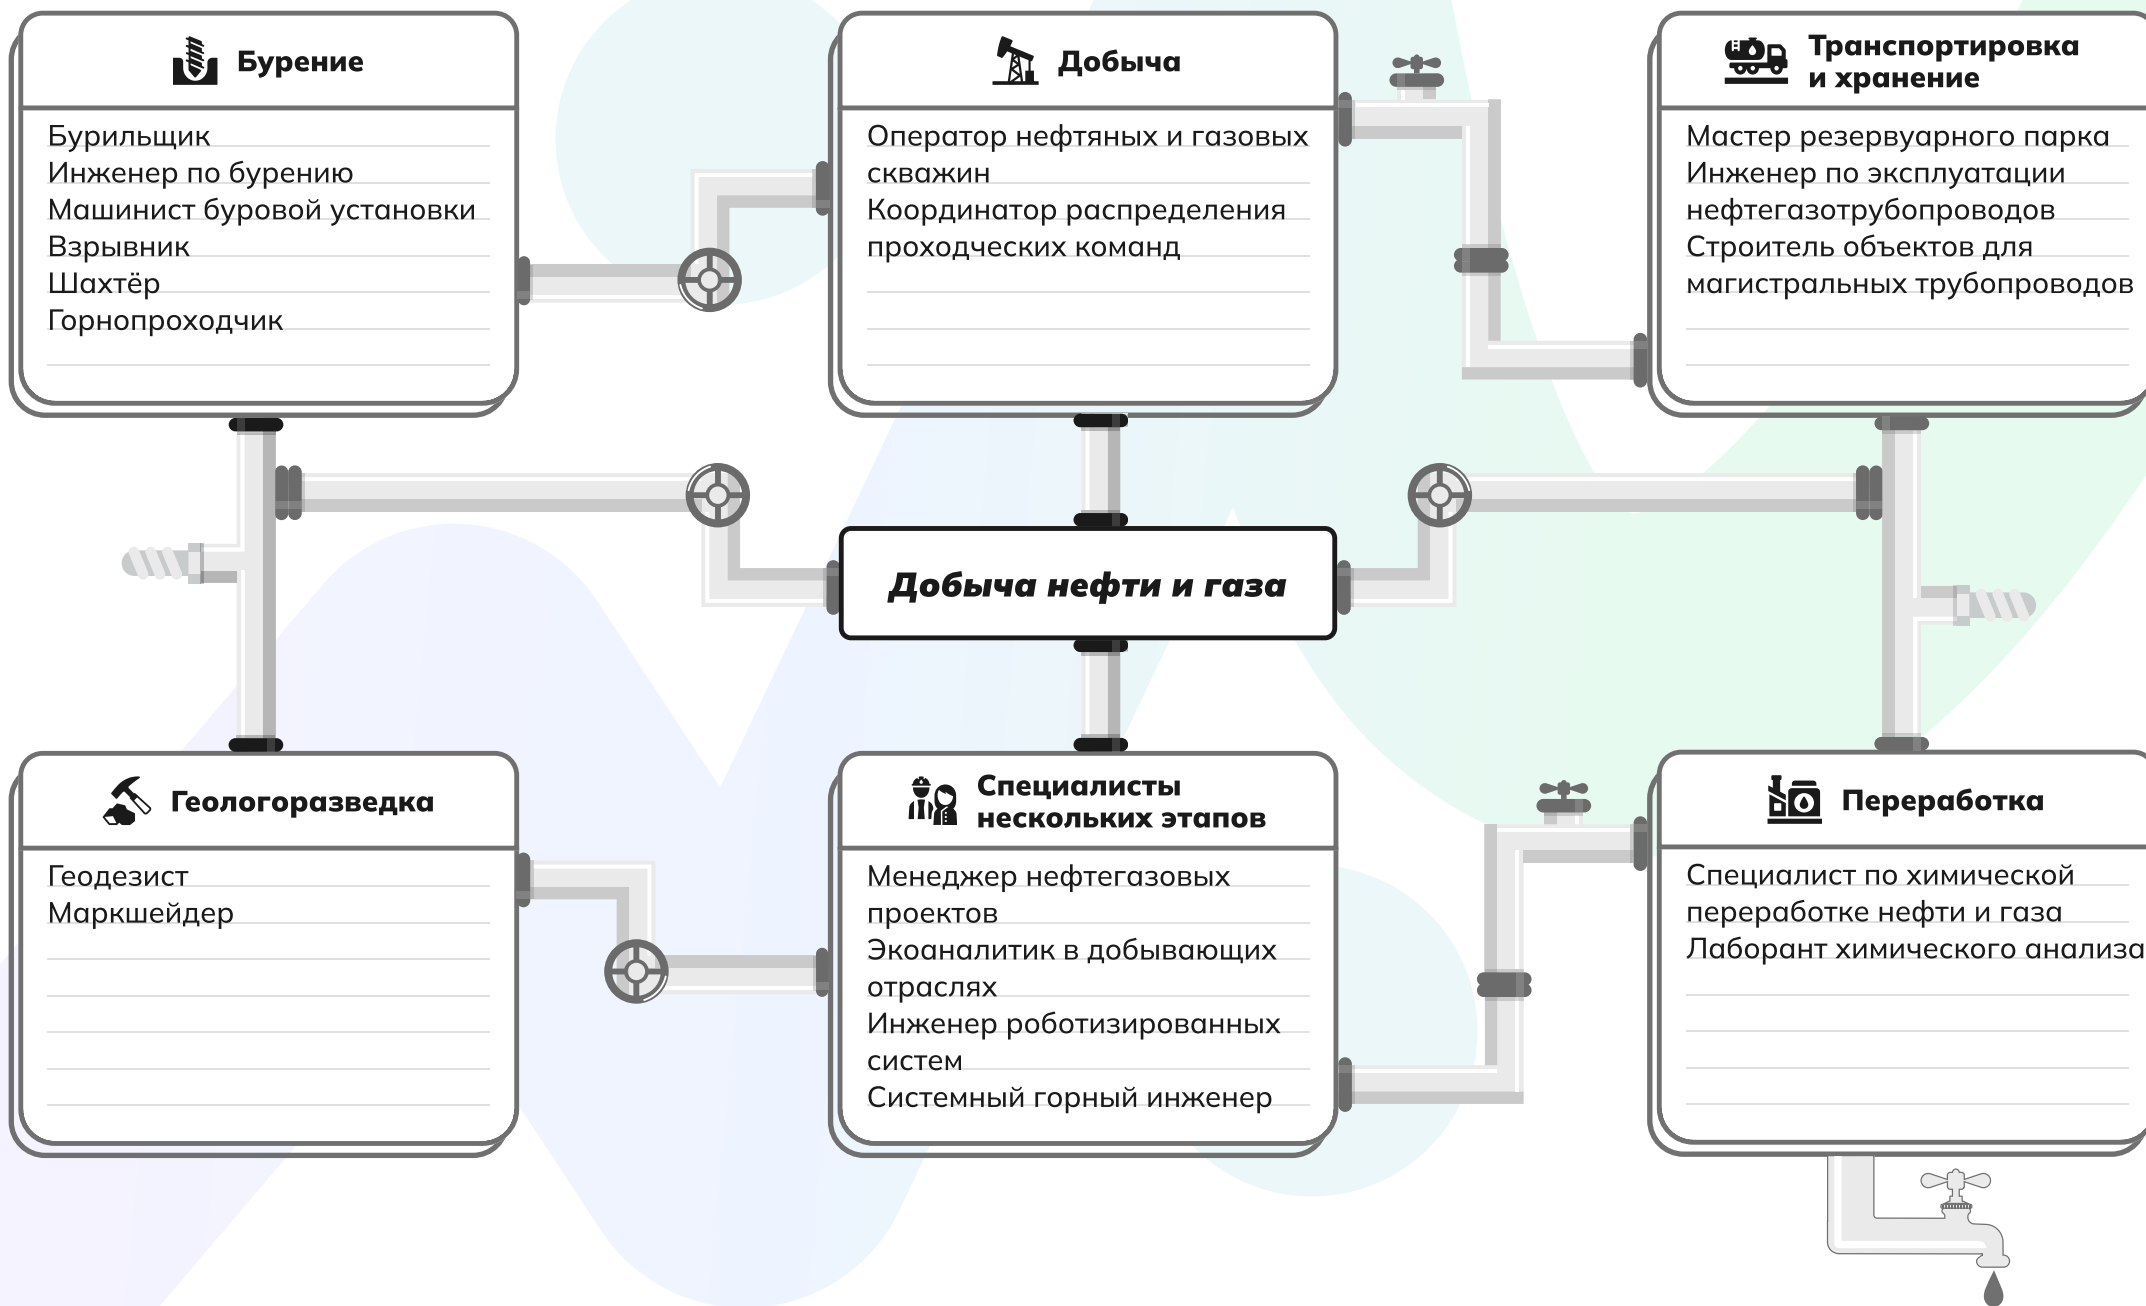 Бурение
Бурильщик
Инженер по бурению
Машинист буровой установки
Взрывник
Шахтёр
Горнопроходчик
Добыча
Оператор нефтяных и газовых
скважин
Координатор распределения
проходческих команд
Транспортировка
и хранение
Мастер резервуарного парка
Инженер по эксплуатации
нефтегазотрубопроводов
Строитель объектов для
магистральных трубопроводов
Добыча нефти и газа
Геологоразведка
Геодезист
Маркшейдер
Специалисты
нескольких этапов
Менеджер нефтегазовых
проектов
Экоаналитик в добывающих
отраслях
Инженер роботизированных
систем
Системный горный инженер
Переработка
Специалист по химической
переработке нефти и газа
Лаборант химического анализа